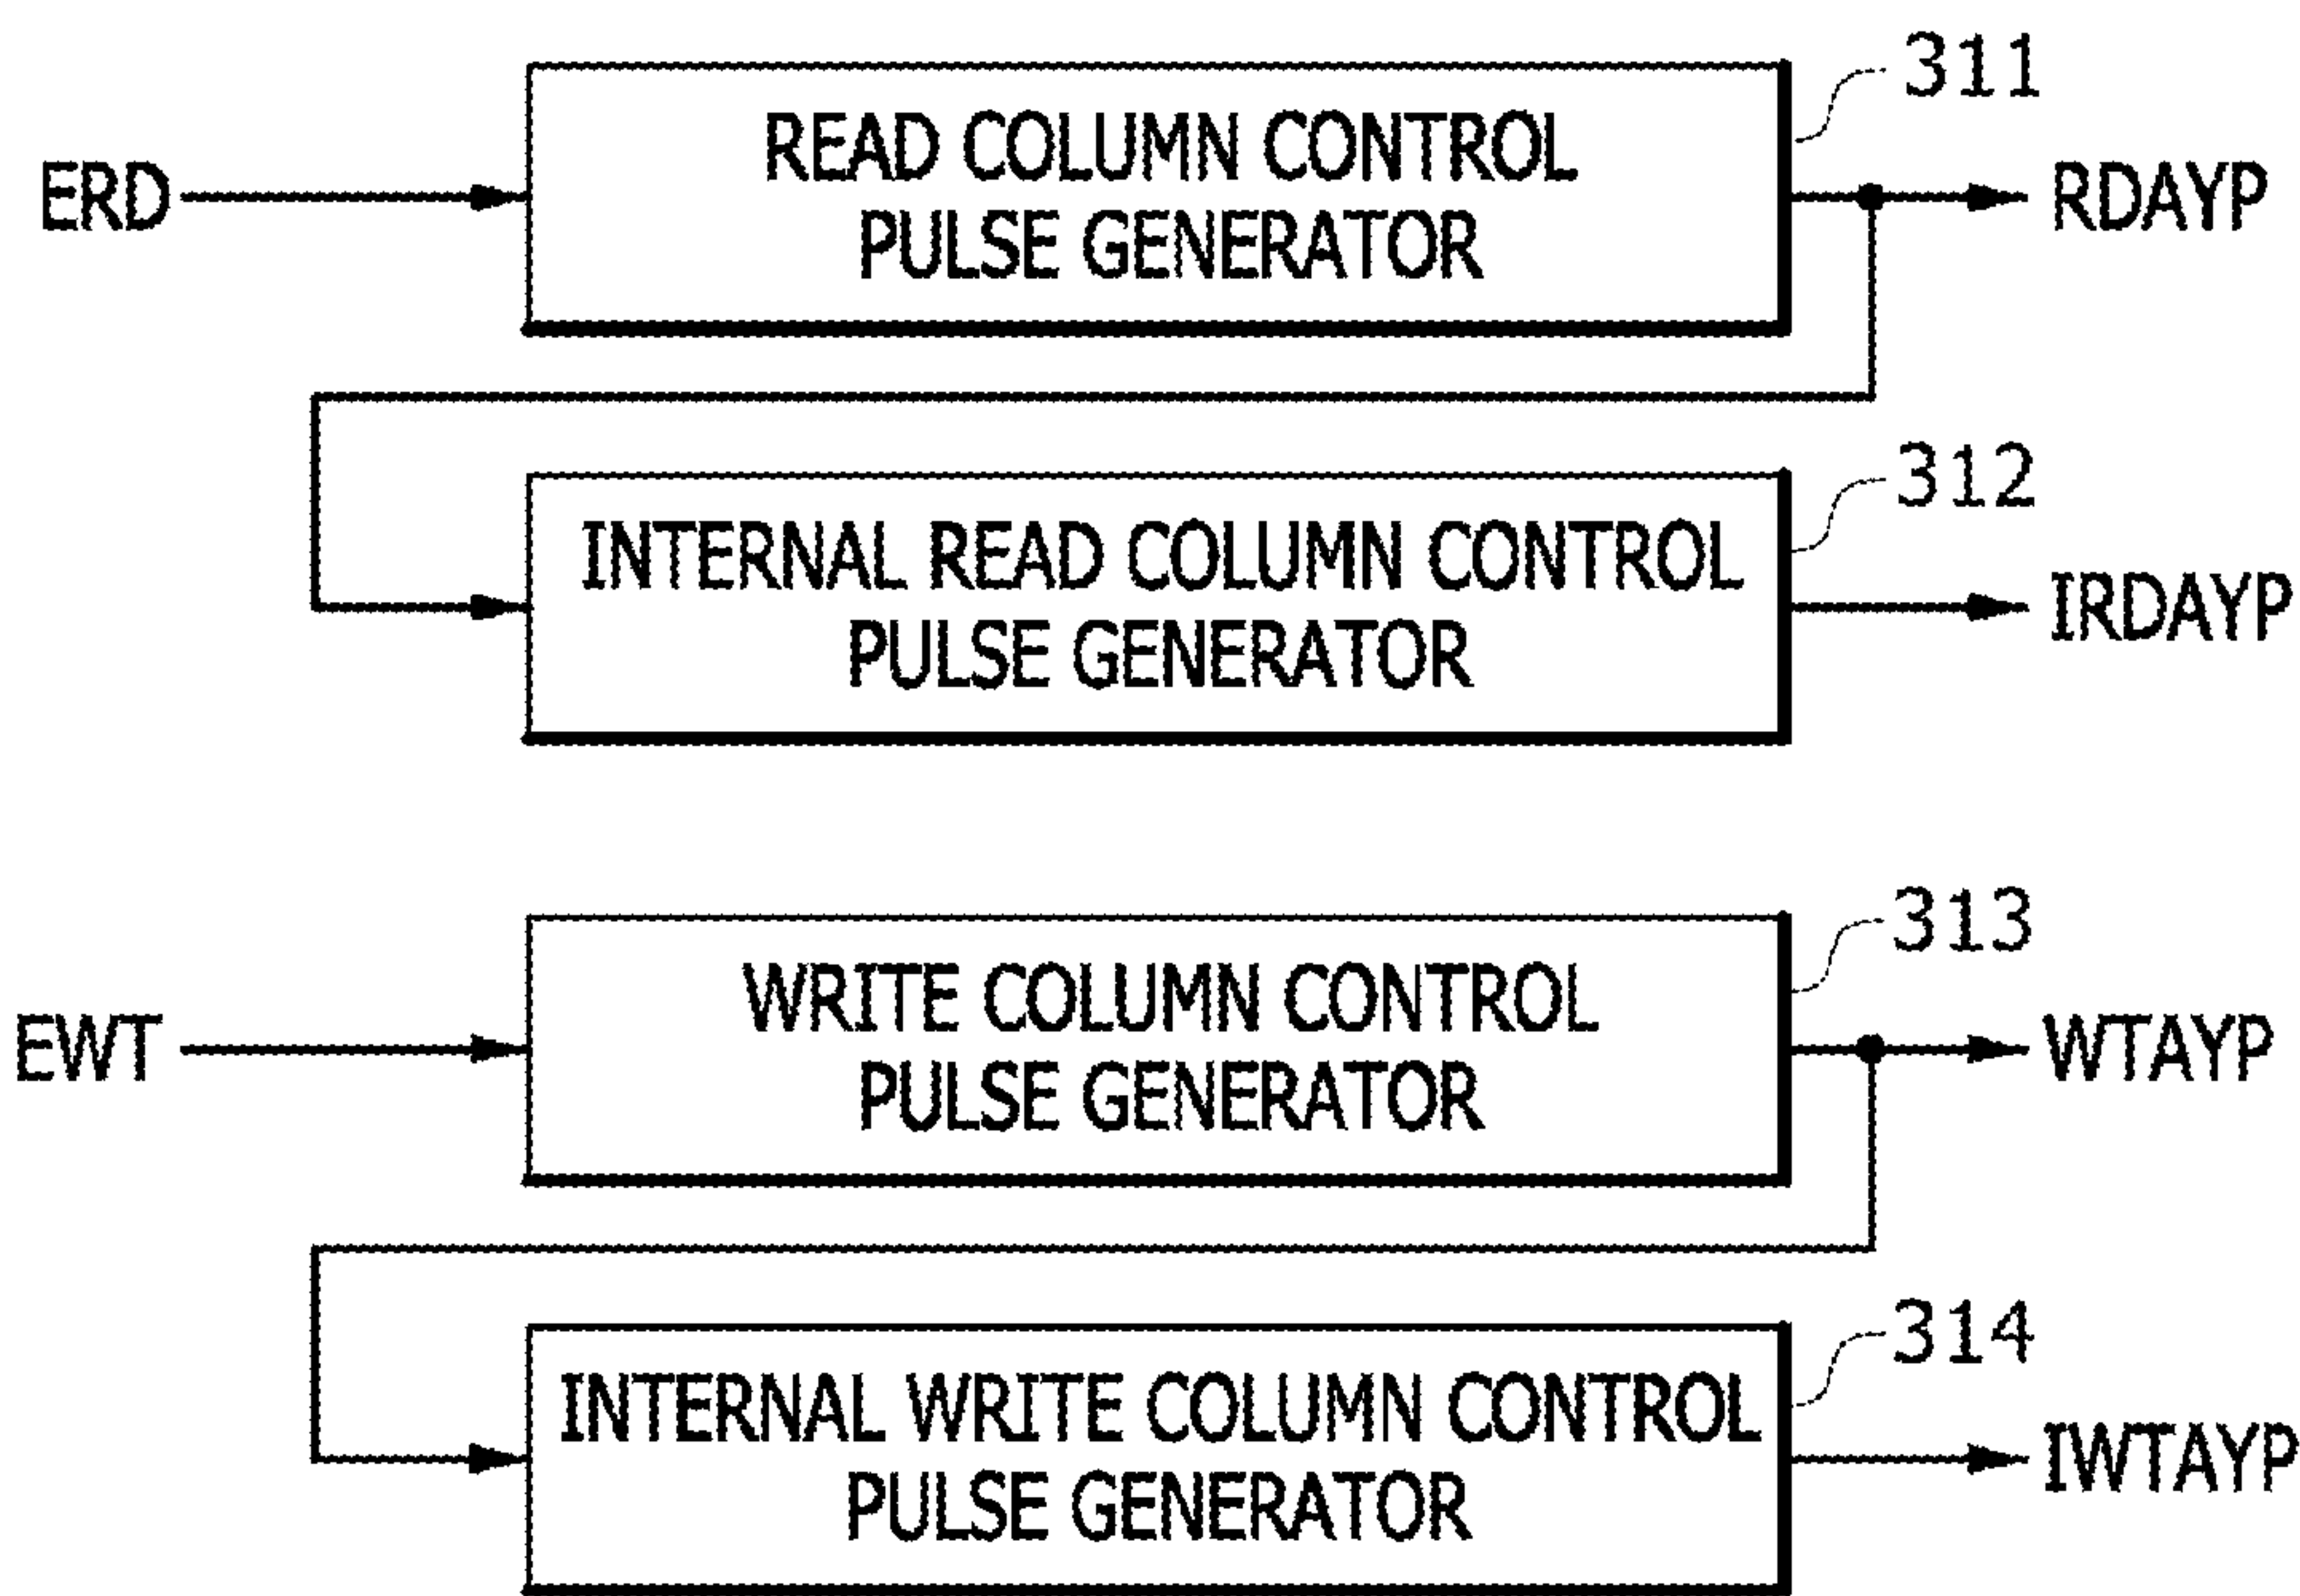 311
READ COLUMN CONTROL
ERD
RDAYP
PULSE GENERATOR
312
INTERNAL READ COLUMN CONTROL
IRDAYP
PULSE GENERATOR
313
WRITE COLUMN CONTROL
EWT
WTAYP
PULSE GENERATOR
314
INTERNAL WRITE COLUMN CONTROL
IWTAYP
PULSE GENERATOR